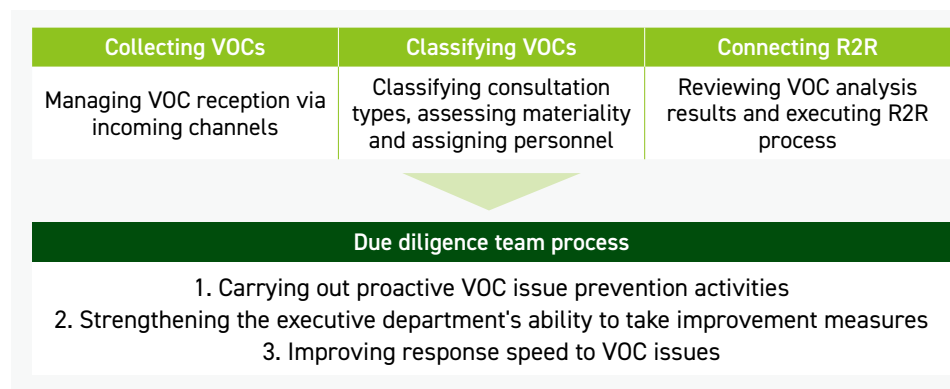 Collecting VOCs
Managing VOC reception via
incoming channels
Classifying VOCs
Classifying consultation
types, assessing materiality
and assigning personnel
Connecting R2R
Reviewing VOC analysis
results and executing R2R
process
Due diligence team process
1. Carrying out proactive VOC issue prevention activities
2. Strengthening the executive department's ability to take improvement measures
3. Improving response speed to VOC issues